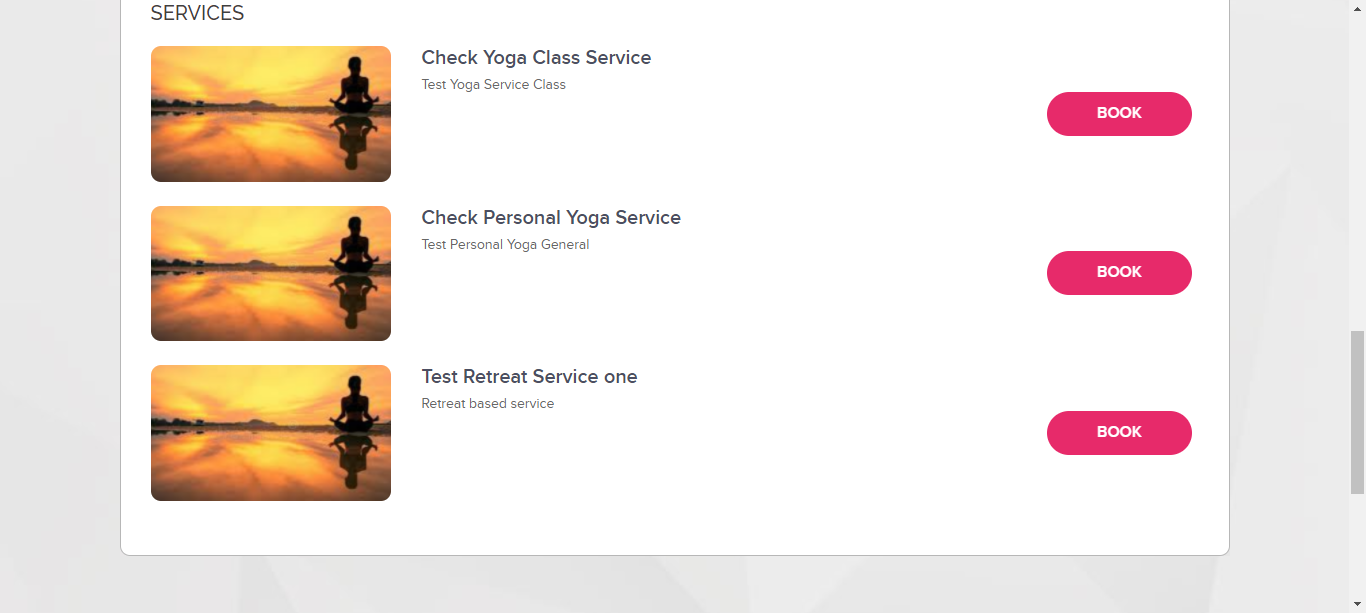 SERVICES
Check Yoga Class Service
Test Yoga Service Class
BOOK
Check Personal Yoga Service
Test Personal Yoga General
BOOK
Test Retreat Service one
Retreat based service
BOOK